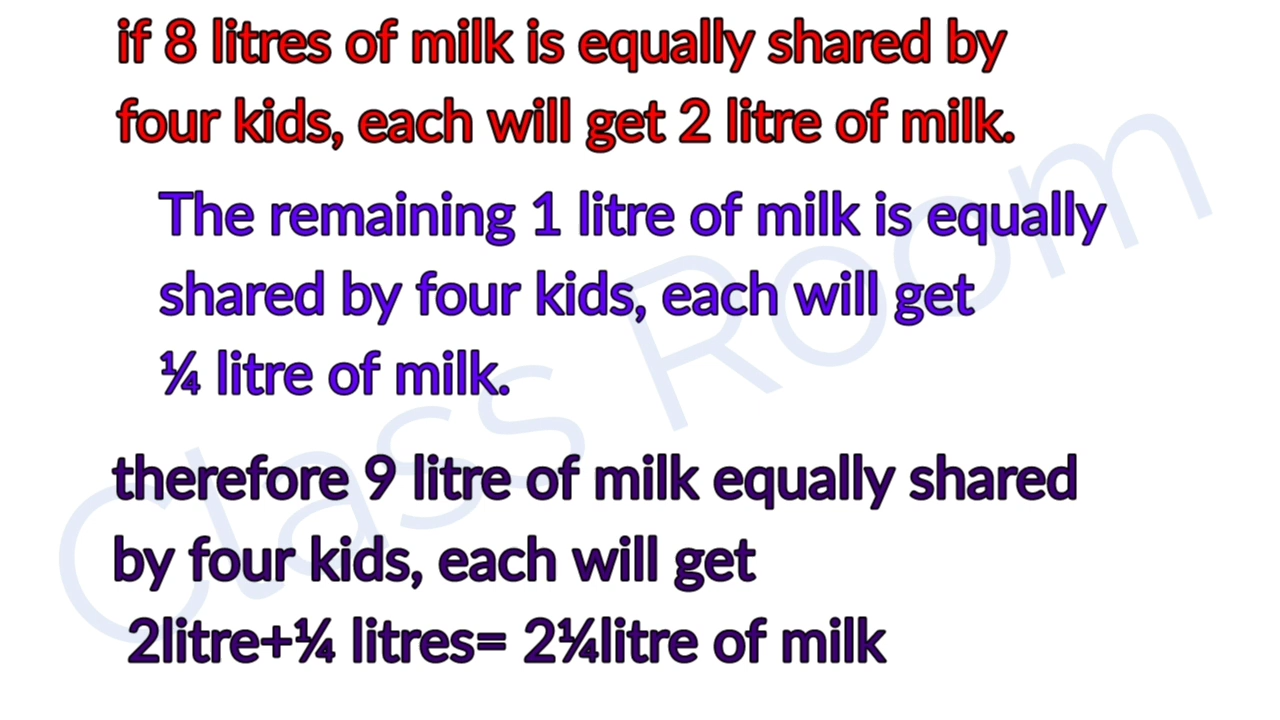 if 8 litres of milk is equally shared by
four kids, each will get 2 litre of milk.
The remaining 1 litre of milk is equally
shared by four kids, each will get
¼ litre of milk.
therefore 9 litre of milk equally shared
by four kids, each will get
2litre+¼ litres= 2¼litre of milk
Class Room